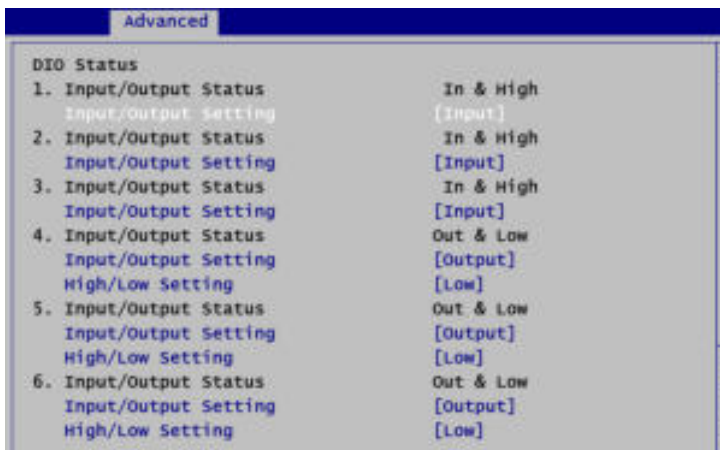 Advanced
DIO Status
1. Input/Output Status In & High
Input/Output Setting [Input]
2. Input/Output Status In & High
Input/Output Setting [Input]
3. Input/Output Status In & High
Input/Output Setting [Input]
4. Input/Output Status Out & Low
Input/Output Setting [Output]
High/Low Setting [Low]
5. Input/Output Status Out & Low
Input/Output Setting [Output]
High/Low Setting [Low]
6. Input/Output Status Out & Low
Input/Output Setting [Output]
High/Low Setting [Low]